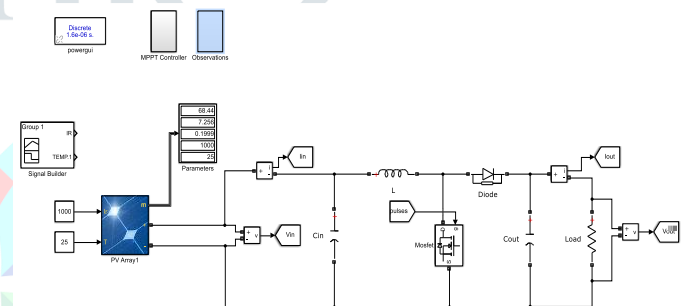 Discrete
1.6e-06 s.
powergui
MPPT Controller
Observations
Group 1
IR
TEMP.1
Signal Builder
68.44
7.256
0.1999
1000
25
Parameters
Iin
Iout
L
Diode
1000
25
m
T
+
-
PV Array1
Vin
Cin
pulses
Mosfet
Cout
Load
i
v